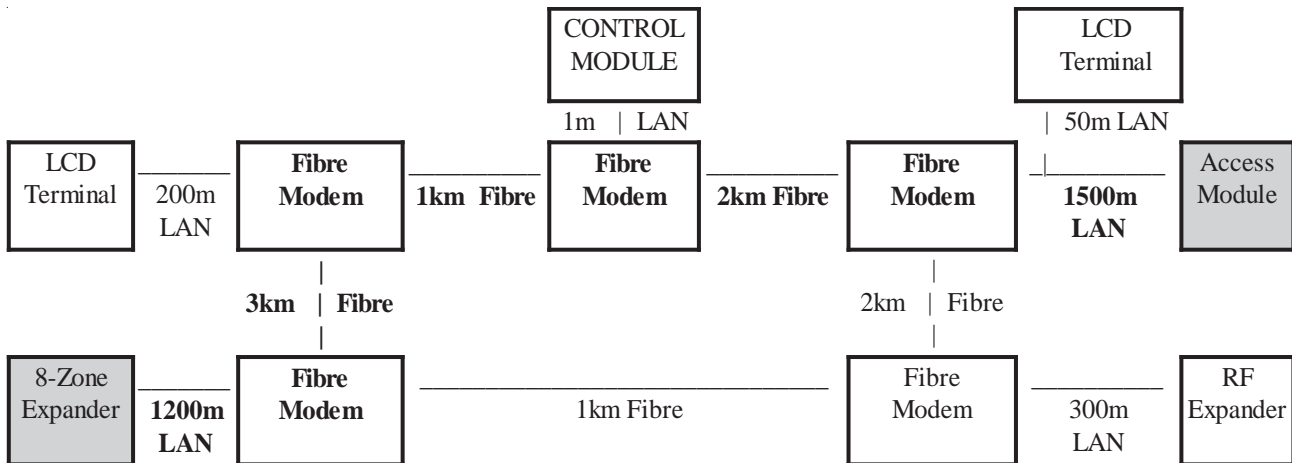 CONTROL
MODULE
LCD
Terminal
1m | LAN
| 50m LAN
LCD
Terminal
200m
LAN
Fibre
Modem
1km Fibre
Fibre
Modem
2km Fibre
Fibre
Modem
1500m
LAN
Access
Module
3km | Fibre
2km | Fibre
8-Zone
Expander
1200m
LAN
Fibre
Modem
1km Fibre
Fibre
Modem
300m
LAN
RF
Expander